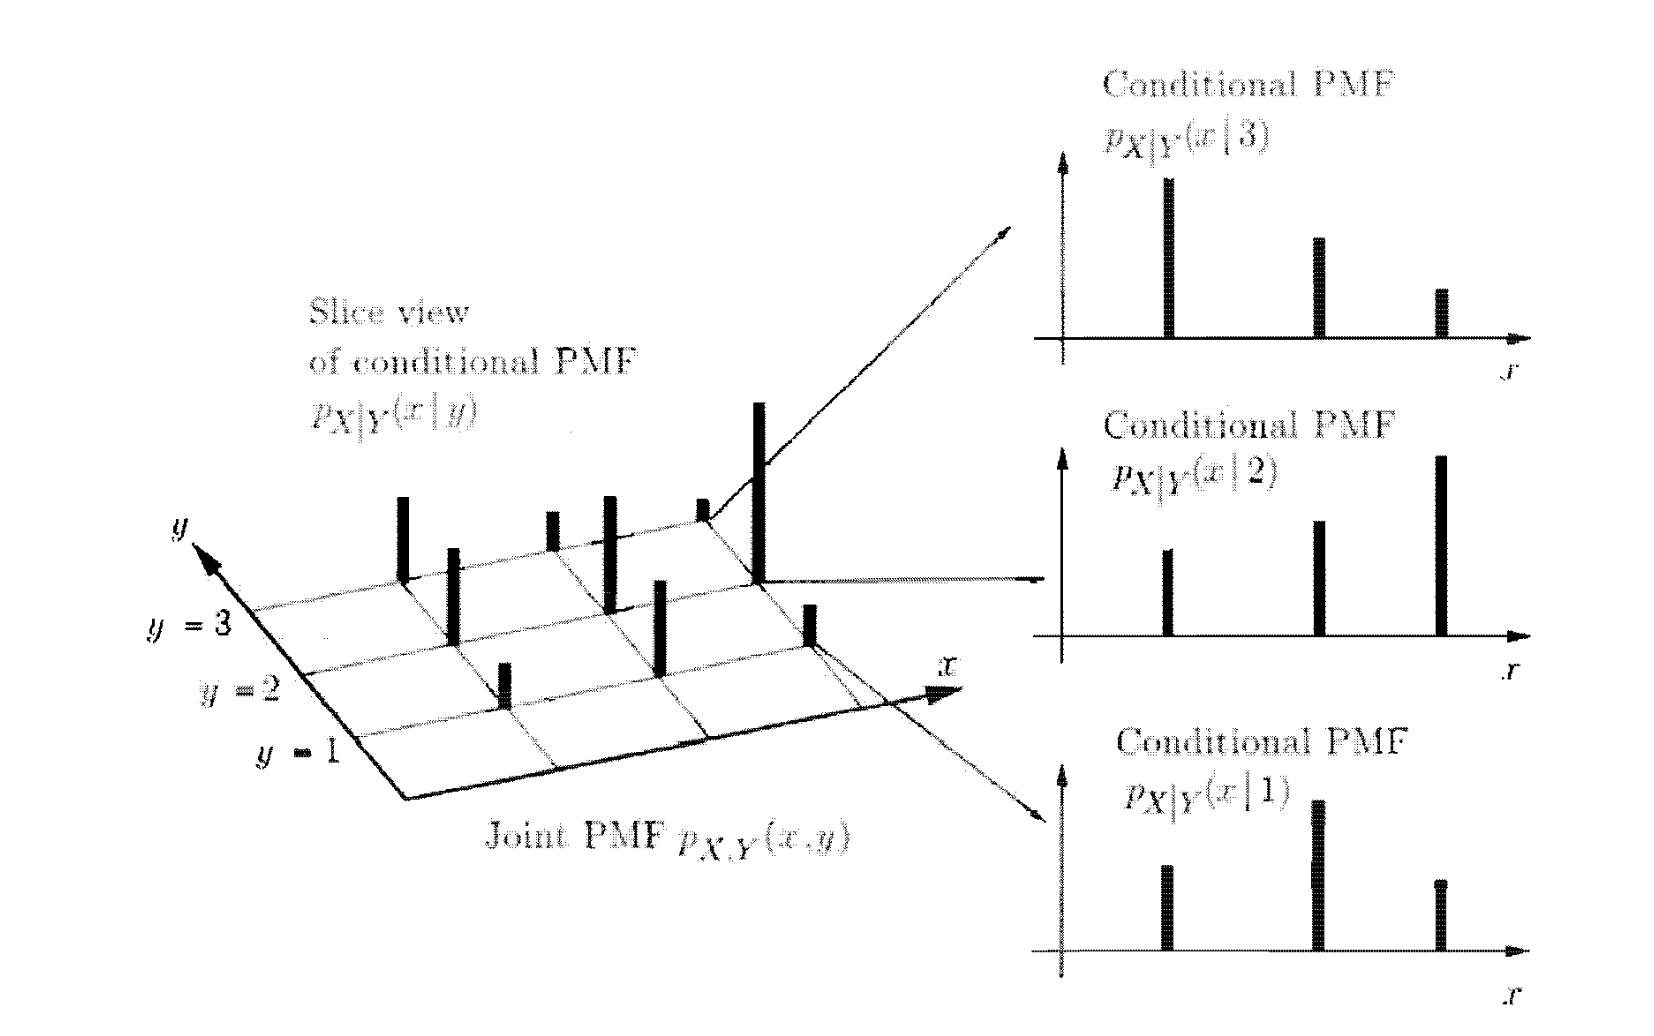 Conditional PMF
p_{X|Y}(x | 3)
x
Slice view
of conditional PMF
p_{X|Y}(x | y)
Conditional PMF
p_{X|Y}(x | 2)
x
y
y = 3
y = 2
y = 1
x
Joint PMF p_{X,Y}(x,y)
Conditional PMF
p_{X|Y}(x | 1)
x